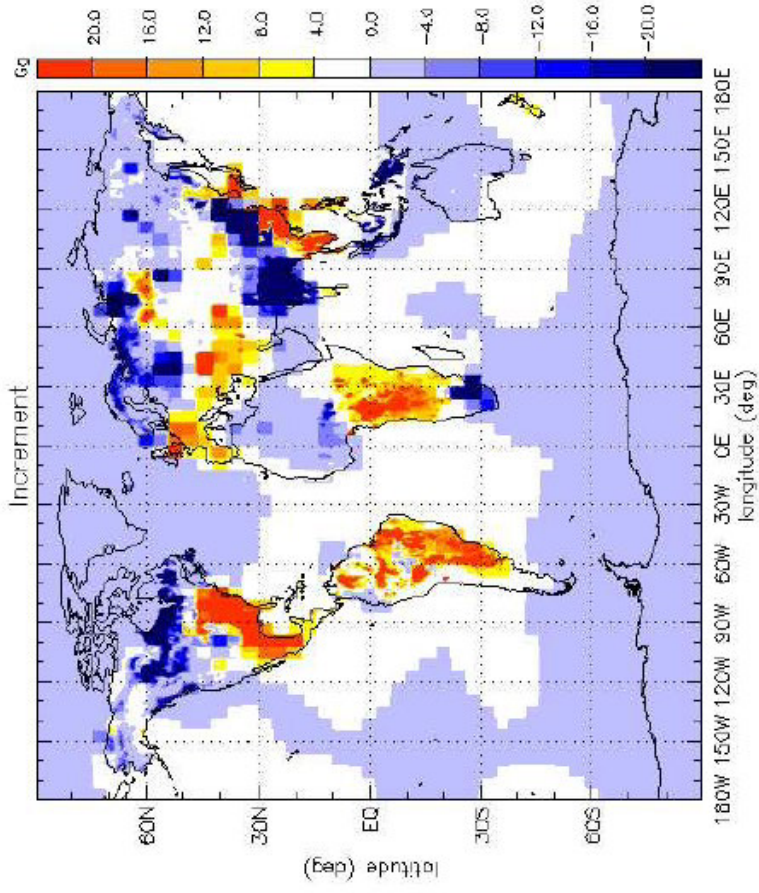 Increment
Gg
20.0
16.0
12.0
8.0
4.0
0.0
-4.0
-8.0
-12.0
-16.0
-20.0
60N
30N
EQ
30S
60S
latitude (deg)
180W 150W 120W 90W 60W 30W 0E 30E 60E 90E 120E 150E 180E
longitude (deg)